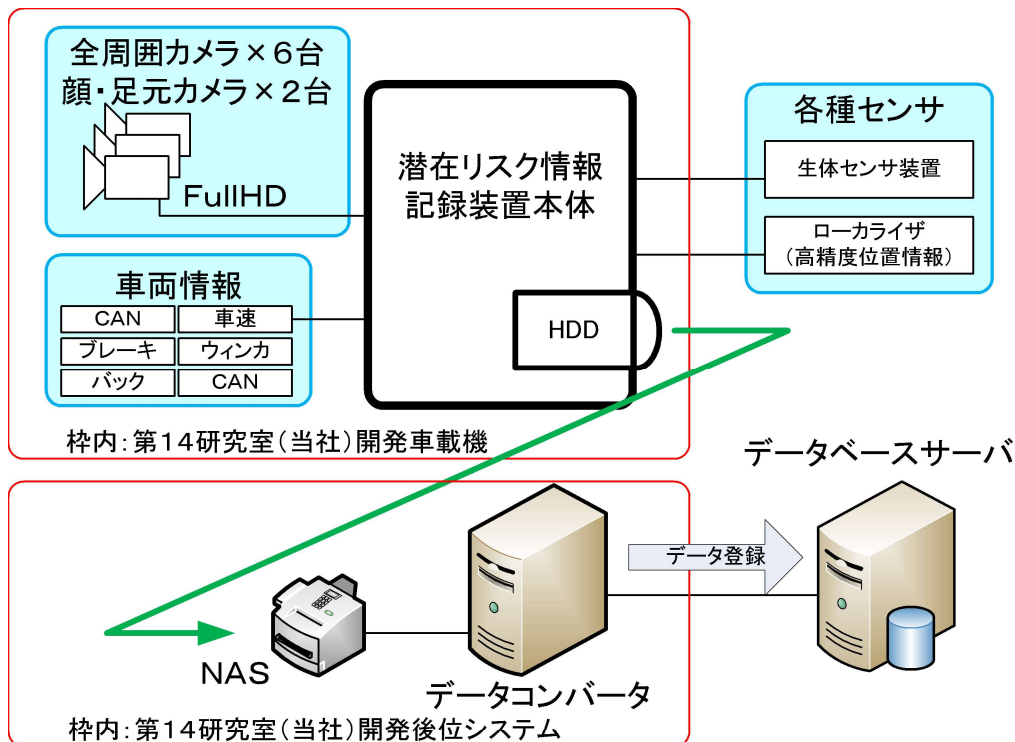 全周囲カメラ×6台
顔・足元カメラ×2台
FullHD
車両情報
CAN
車速
ブレーキ
ウィンカ
バック
CAN
潜在リスク情報
記録装置本体
HDD
各種センサ
生体センサ装置
ローカライザ
(高精度位置情報)
枠内:第14研究室(当社)開発車載機
データベースサーバ
データ登録
NAS
データコンバータ
枠内:第14研究室(当社)開発後位システム